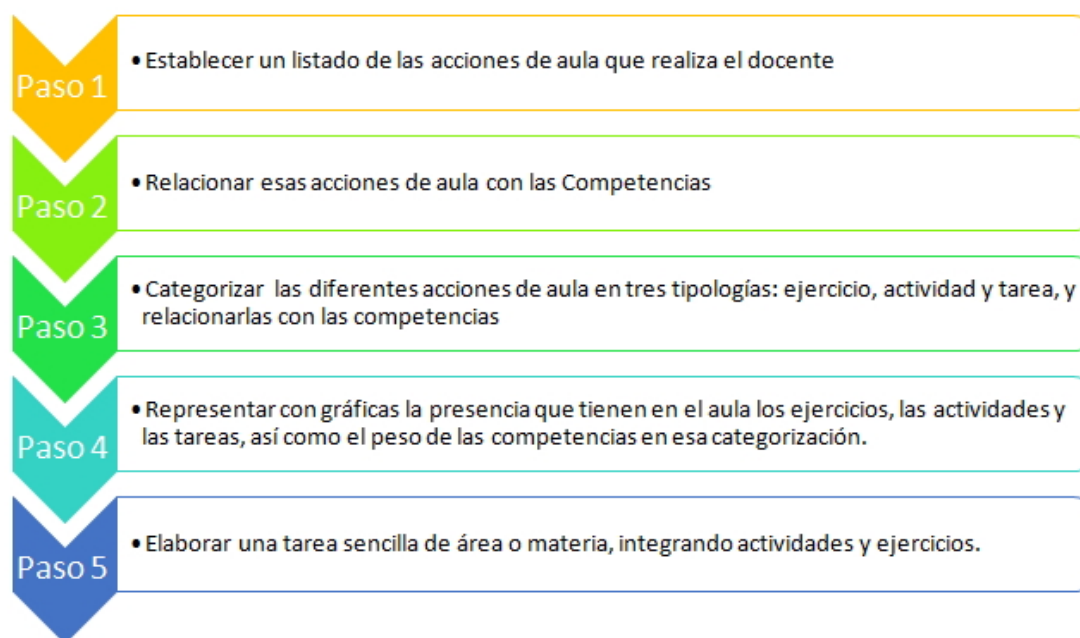 Paso 1
• Establecer un listado de las acciones de aula que realiza el docente
Paso 2
• Relacionar esas acciones de aula con las Competencias
Paso 3
• Categorizar las diferentes acciones de aula en tres tipologías: ejercicio, actividad y tarea, y
relacionarlas con las competencias
Paso 4
• Representar con gráficas la presencia que tienen en el aula los ejercicios, las actividades y
las tareas, así como el peso de las competencias en esa categorización.
Paso 5
• Elaborar una tarea sencilla de área o materia, integrando actividades y ejercicios.